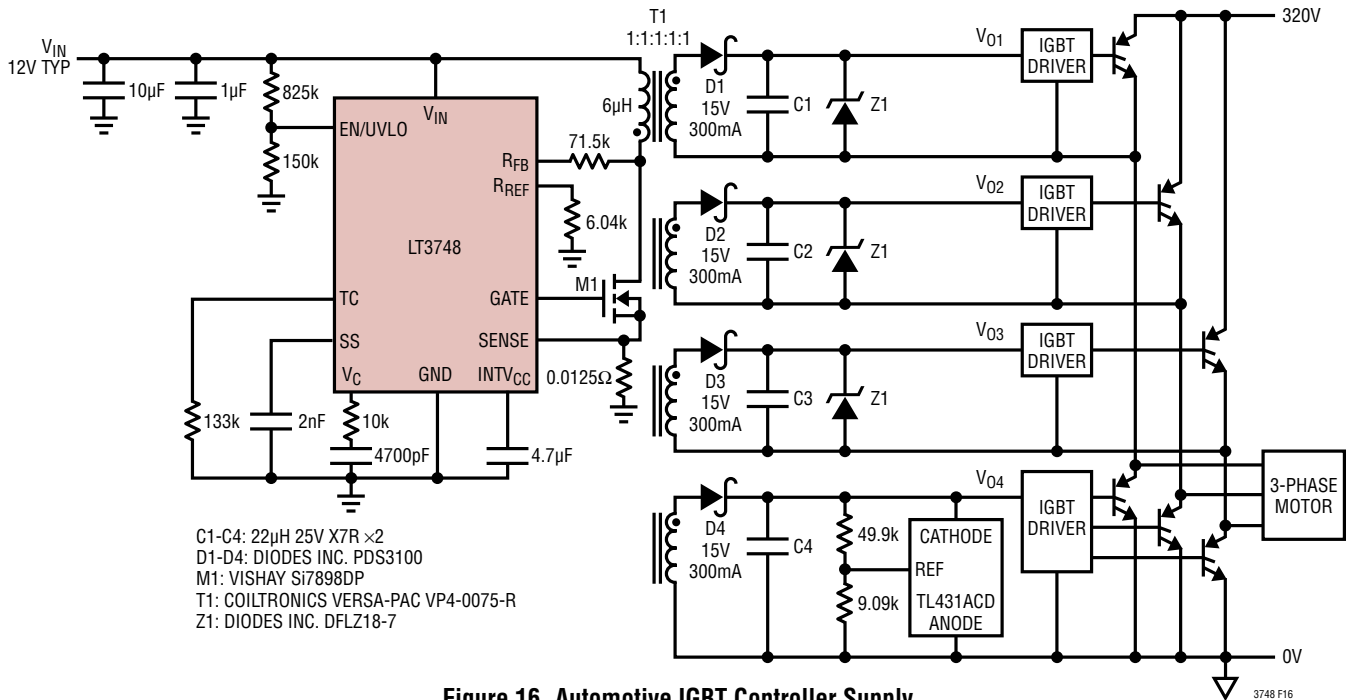 T1
1:1:1:1:1
320V
VIN
12V TYP
10µF
1µF
825k
150k
VIN
EN/UVLO
RFB
RREF
LT3748
TC
SS
VC
GND
INTVCC
GATE
SENSE
71.5k
6.04k
6µH
M1
0.0125Ω
133k
2nF
10k
4700pF
4.7µF
D1
15V
300mA
C1
Z1
VO1
IGBT
DRIVER
D2
15V
300mA
C2
Z1
VO2
IGBT
DRIVER
D3
15V
300mA
C3
Z1
VO3
IGBT
DRIVER
D4
15V
300mA
C4
49.9k
9.09k
CATHODE
REF
TL431ACD
ANODE
VO4
IGBT
DRIVER
3-PHASE
MOTOR
0V
C1-C4: 22µH 25V X7R ×2
D1-D4: DIODES INC. PDS3100
M1: VISHAY Si7898DP
T1: COILTRONICS VERSA-PAC VP4-0075-R
Z1: DIODES INC. DFLZ18-7
3748 F16
Figure 16. Automotive IGBT Controller Supply